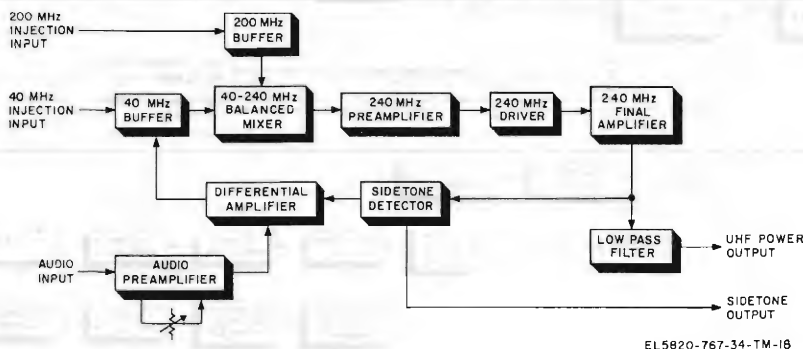 200 MHz
INJECTION
INPUT
200 MHz
BUFFER
40 MHz
INJECTION
INPUT
40 MHz
BUFFER
40-240 MHz
BALANCED
MIXER
240 MHz
PREAMPLIFIER
240 MHz
DRIVER
240 MHz
FINAL
AMPLIFIER
DIFFERENTIAL
AMPLIFIER
SIDETONE
DETECTOR
LOW PASS
FILTER
UHF POWER
OUTPUT
AUDIO
INPUT
AUDIO
PREAMPLIFIER
SIDETONE
OUTPUT
EL5820-767-34-TM-18